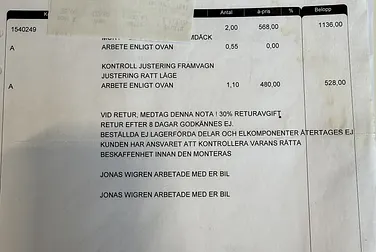 Antal à-pris % Belopp
1540249 2,00 568,00 1136,00
A ARBETE ENLIGT OVAN 0,55 0,00
KONTROLL JUSTERING FRAMVAGN
JUSTERING RATT LÄGE
A ARBETE ENLIGT OVAN 1,10 480,00 528,00
VID RETUR, MEDTAG DENNA NOTA ! 30% RETURAVGIFT,
RETUR EFTER 8 DAGAR GODKÄNNES EJ.
BESTÄLLDA EJ LAGERFÖRDA DELAR OCH ELKOMPONENTER ÅTERTAGES EJ
KUNDEN HAR ANSVARET ATT KONTROLLERA VARANS RÄTTA
BESKAFFENHET INNAN DEN MONTERAS
JONAS WIGREN ARBETADE MED ER BIL
JONAS WIGREN ARBETADE MED ER BIL